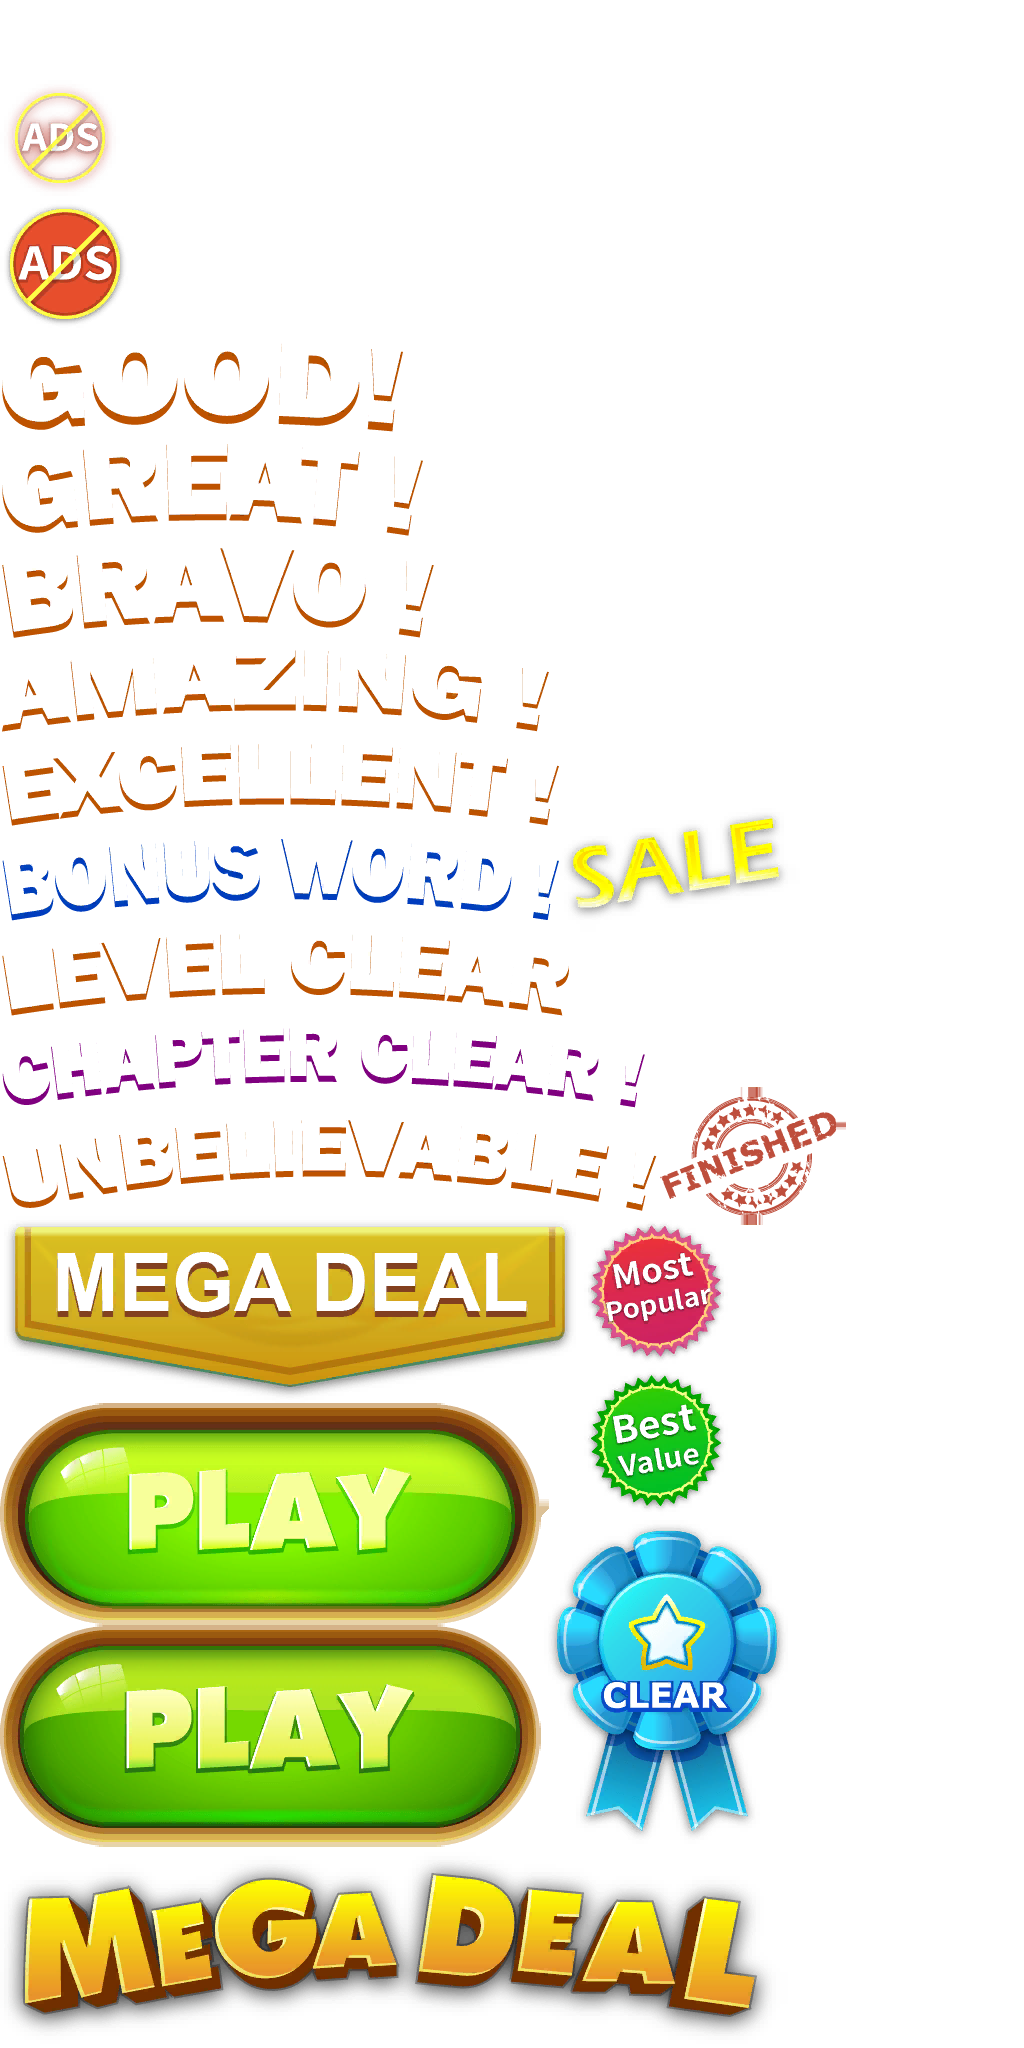 ADS
ADS
GOOD!
GREAT !
BRAVO !
AMAZING !
EXCELLENT !
BONUS WORD !
SALE
LEVEL CLEAR
CHAPTER CLEAR !
UNBELIEVABLE !
FINISHED
MEGA DEAL
Most
Popular
Best
Value
PLAY
CLEAR
PLAY
MEGA DEAL